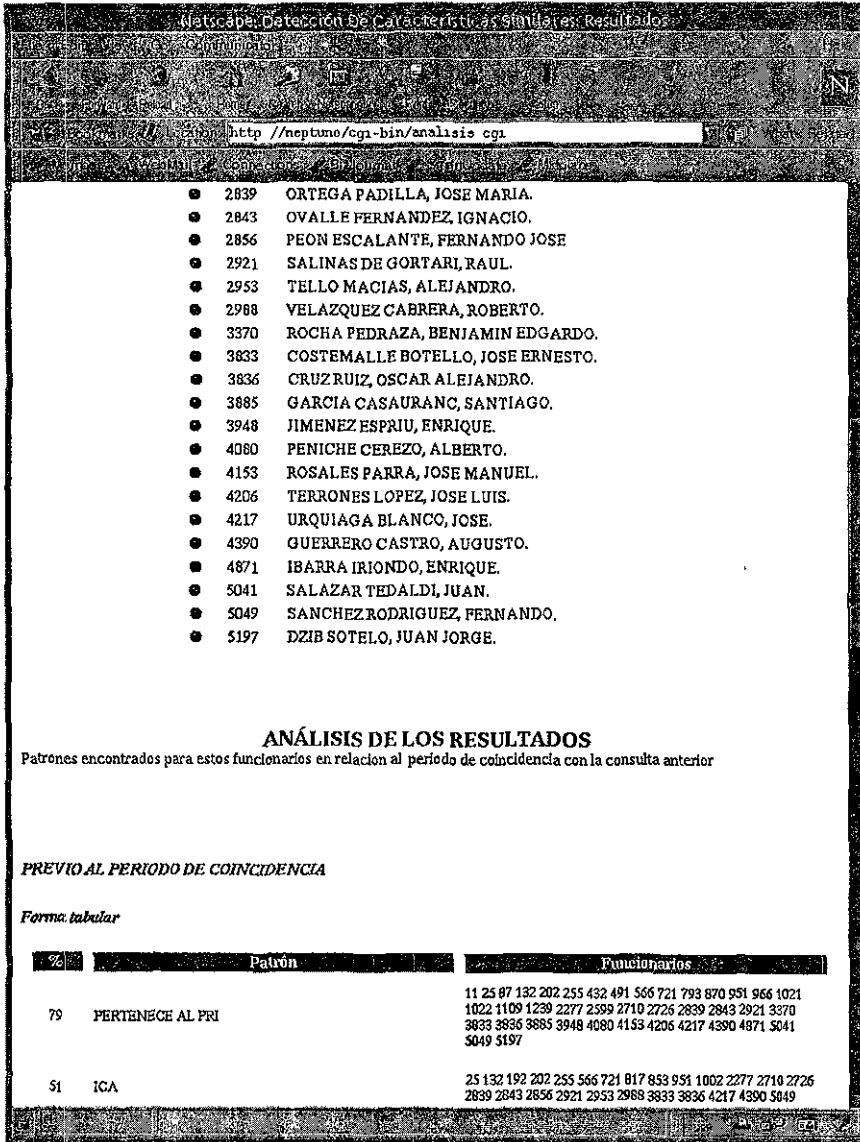 Netscape: Detección De Características Similares: Resultados
http //neptuno/cgi-bin/analisis cgi
2839 ORTEGA PADILLA, JOSE MARIA.
2843 OVALLE FERNANDEZ, IGNACIO.
2856 PEON ESCALANTE, FERNANDO JOSE
2921 SALINAS DE GORTARI, RAUL.
2953 TELLO MACIAS, ALEJANDRO.
2988 VELAZQUEZ CABRERA, ROBERTO.
3370 ROCHA PEDRAZA, BENJAMIN EDGARDO.
3833 COSTEMALLE BOTELLO, JOSE ERNESTO.
3836 CRUZ RUIZ, OSCAR ALEJANDRO.
3885 GARCIA CASAURANC, SANTIAGO.
3948 JIMENEZ ESPRIU, ENRIQUE.
4080 PENICHE CEREZO, ALBERTO.
4153 ROSALES PARRA, JOSE MANUEL.
4206 TERRONES LOPEZ, JOSE LUIS.
4217 URQUIAGA BLANCO, JOSE.
4390 GUERRERO CASTRO, AUGUSTO.
4871 IBARRA IRIONDO, ENRIQUE.
5041 SALAZAR TEDALDI, JUAN.
5049 SANCHEZ RODRIGUEZ, FERNANDO.
5197 DZIB SOTELO, JUAN JORGE.
ANÁLISIS DE LOS RESULTADOS
Patrones encontrados para estos funcionarios en relacion al periodo de coincidencia con la consulta anterior
PREVIO AL PERIODO DE COINCIDENCIA
Forma tabular
% Patrón Funcionarios
11 25 87 132 202 255 432 491 566 721 793 870 951 966 1021
79 PERTENECE AL PRI 1022 1109 1239 2277 2599 2710 2726 2839 2843 2921 3370
3833 3836 3885 3948 4080 4153 4206 4217 4390 4871 5041
5049 5197
51 ICA 25 132 192 202 255 566 721 817 853 951 1002 2277 2710 2726
2839 2843 2856 2921 2953 2988 3833 3836 4217 4390 5049